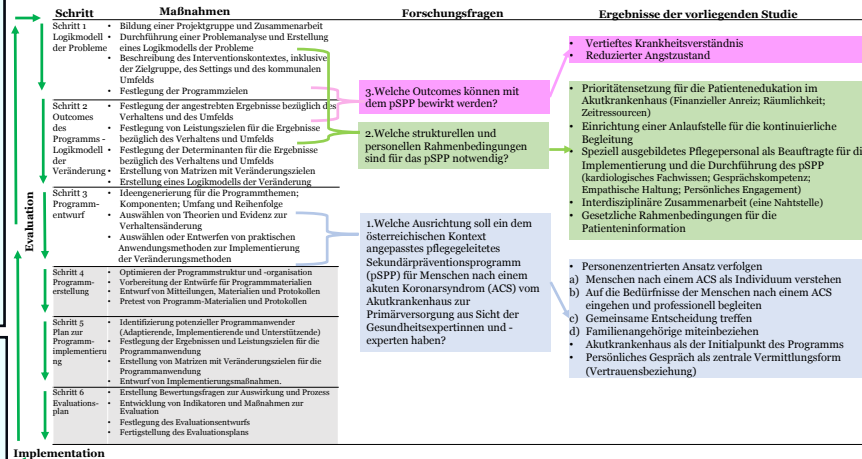 Schritt
Maßnahmen
Forschungsfragen
Ergebnisse der vorliegenden Studie
Schritt 1
Logikmodell
der Probleme
• Bildung einer Projektgruppe und Zusammenarbeit
• Durchführung einer Problemanalyse und Erstellung
eines Logikmodells der Probleme
• Beschreibung des Interventionskontexts, inklusive
der Zielgruppe, des Settings und des kommunalen
Umfelds
• Festlegung der Programmzielen
Schritt 2
Outcomes
des
Programms -
Logikmodell
der
Veränderung
• Festlegung der angestrebten Ergebnisse bezüglich des
Verhaltens und des Umfelds
• Festlegung von Leistungszielen für die Ergebnisse
bezüglich des Verhaltens und Umfelds
• Festlegung der Determinanten für die Ergebnisse
bezüglich des Verhaltens und Umfelds
• Erstellung von Matrizen mit Veränderungszielen
• Erstellung eines Logikmodells der Veränderung
Schritt 3
Programm-
entwurf
• Ideengenerierung für die Programmthemen;
Komponenten; Umfang und Reihenfolge
• Auswählen von Theorien und Evidenz zur
Verhaltensänderung
• Auswählen oder Entwerfen von praktischen
Anwendungsmethoden zur Implementierung
der Veränderungsmethoden
Schritt 4
Programm-
erstellung
• Optimieren der Programmstruktur und -organisation
• Vorbereitung der Entwürfe für Programmmaterialien
• Entwurf von Mitteilungen, Materialien und Protokollen
• Pretest von Programm-Materialien und Protokollen
Schritt 5
Plan zur
Programm-
implementieru
ng
• Identifizierung potenzieller Programmanwender
(Adaptierende, Implementierende und Unterstützende)
• Festlegung der Ergebnissen und Leistungszielen für die
Programmanwendung
• Erstellung von Matrizen mit Veränderungszielen für die
Programmanwendung
• Entwurf von Implementierungsmaßnahmen.
Schritt 6
Evaluations-
plan
• Erstellung Bewertungsfragen zur Auswirkung und Prozess
• Entwicklung von Indikatoren und Maßnahmen zur
Evaluation
• Festlegung des Evaluationsentwurfs
• Fertigstellung des Evaluationsplans
Evaluation
Implementation
3.Welche Outcomes können mit
dem pSPP bewirkt werden?
2.Welche strukturellen und
personellen Rahmenbedingungen
sind für das pSPP notwendig?
1.Welche Ausrichtung soll ein dem
österreichischen Kontext
angepasstes pflegegeleitetes
Sekundärpräventionsprogramm
(pSPP) für Menschen nach einem
akuten Koronarsyndrom (ACS) vom
Akutkrankenhaus zur
Primärversorgung aus Sicht der
Gesundheitsexpertinnen und -
experten haben?
• Vertieftes Krankheitsverständnis
• Reduzierter Angstzustand
• Prioritätensetzung für die Patientenedukation im
Akutkrankenhaus (Finanzieller Anreiz; Räumlichkeit;
Zeitressourcen)
• Einrichtung einer Anlaufstelle für die kontinuierliche
Begleitung
• Speziell ausgebildetes Pflegepersonal als Beauftragte für di
Implementierung und die Durchführung des pSPP
(kardiologisches Fachwissen; Gesprächskompetenz;
Empathische Haltung; Persönliches Engagement)
• Interdisziplinäre Zusammenarbeit (eine Nahtstelle)
• Gesetzliche Rahmenbedingungen für die
Patienteninformation
• Personenzentrierten Ansatz verfolgen
a) Menschen nach einem ACS als Individuum verstehen
b) Auf die Bedürfnisse der Menschen nach einem ACS
eingehen und professionell begleiten
c) Gemeinsame Entscheidung treffen
d) Familienangehörige miteinbeziehen
• Akutkrankenhaus als der Initialpunkt des Programms
• Persönliches Gespräch als zentrale Vermittlungsform
(Vertrauensbeziehung)